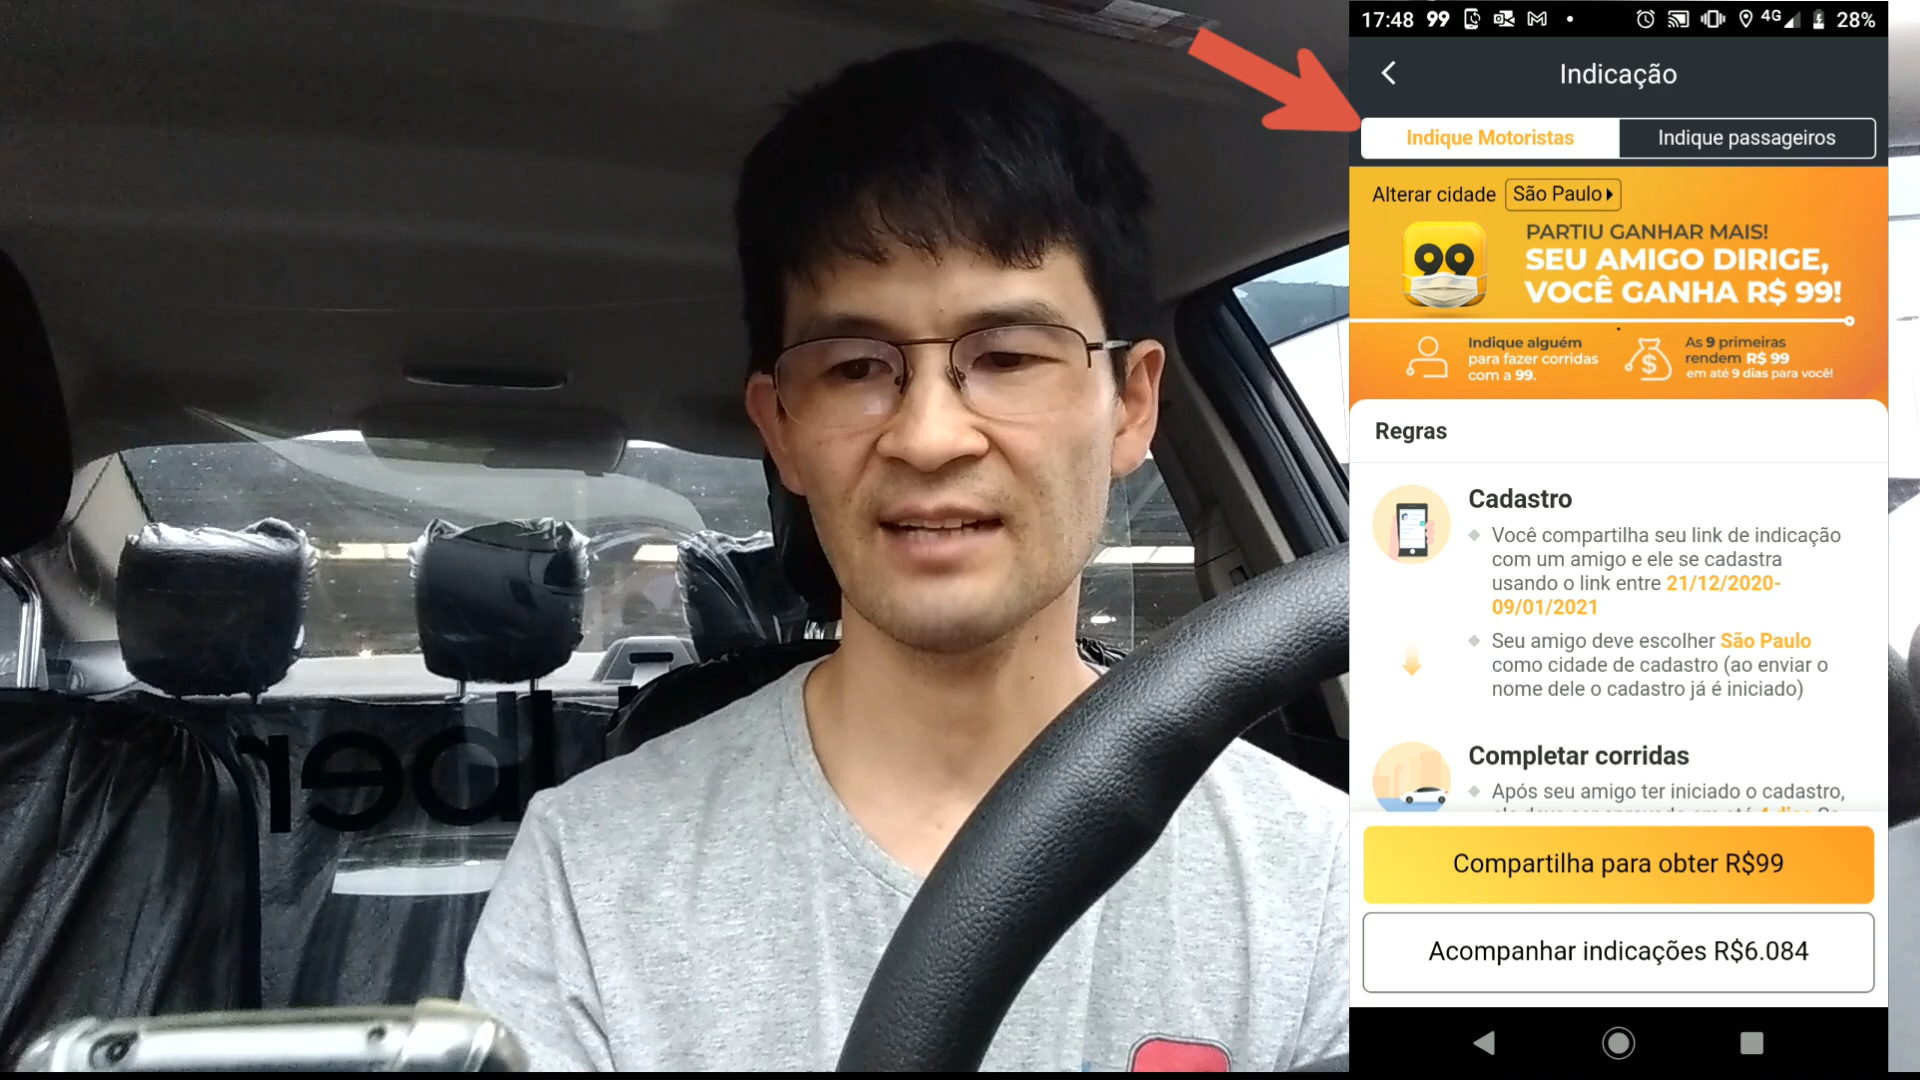 17:48 99 4G 28%
Indicação
Indique Motoristas
Indique passageiros
Alterar cidade São Paulo
99
PARTIU GANHAR MAIS!
SEU AMIGO DIRIGE,
VOCÊ GANHA R$ 99!
Indique alguém
para fazer corridas
com a 99.
$
As 9 primeiras
rendem R$ 99
em até 9 dias para você!
Regras
Cadastro
Você compartilha seu link de indicação
com um amigo e ele se cadastra
usando o link entre 21/12/2020-
09/01/2021
Seu amigo deve escolher São Paulo
como cidade de cadastro (ao enviar o
nome dele o cadastro já é iniciado)
Completar corridas
Após seu amigo ter iniciado o cadastro,
Compartilha para obter R$99
Acompanhar indicações R$6.084
Uber